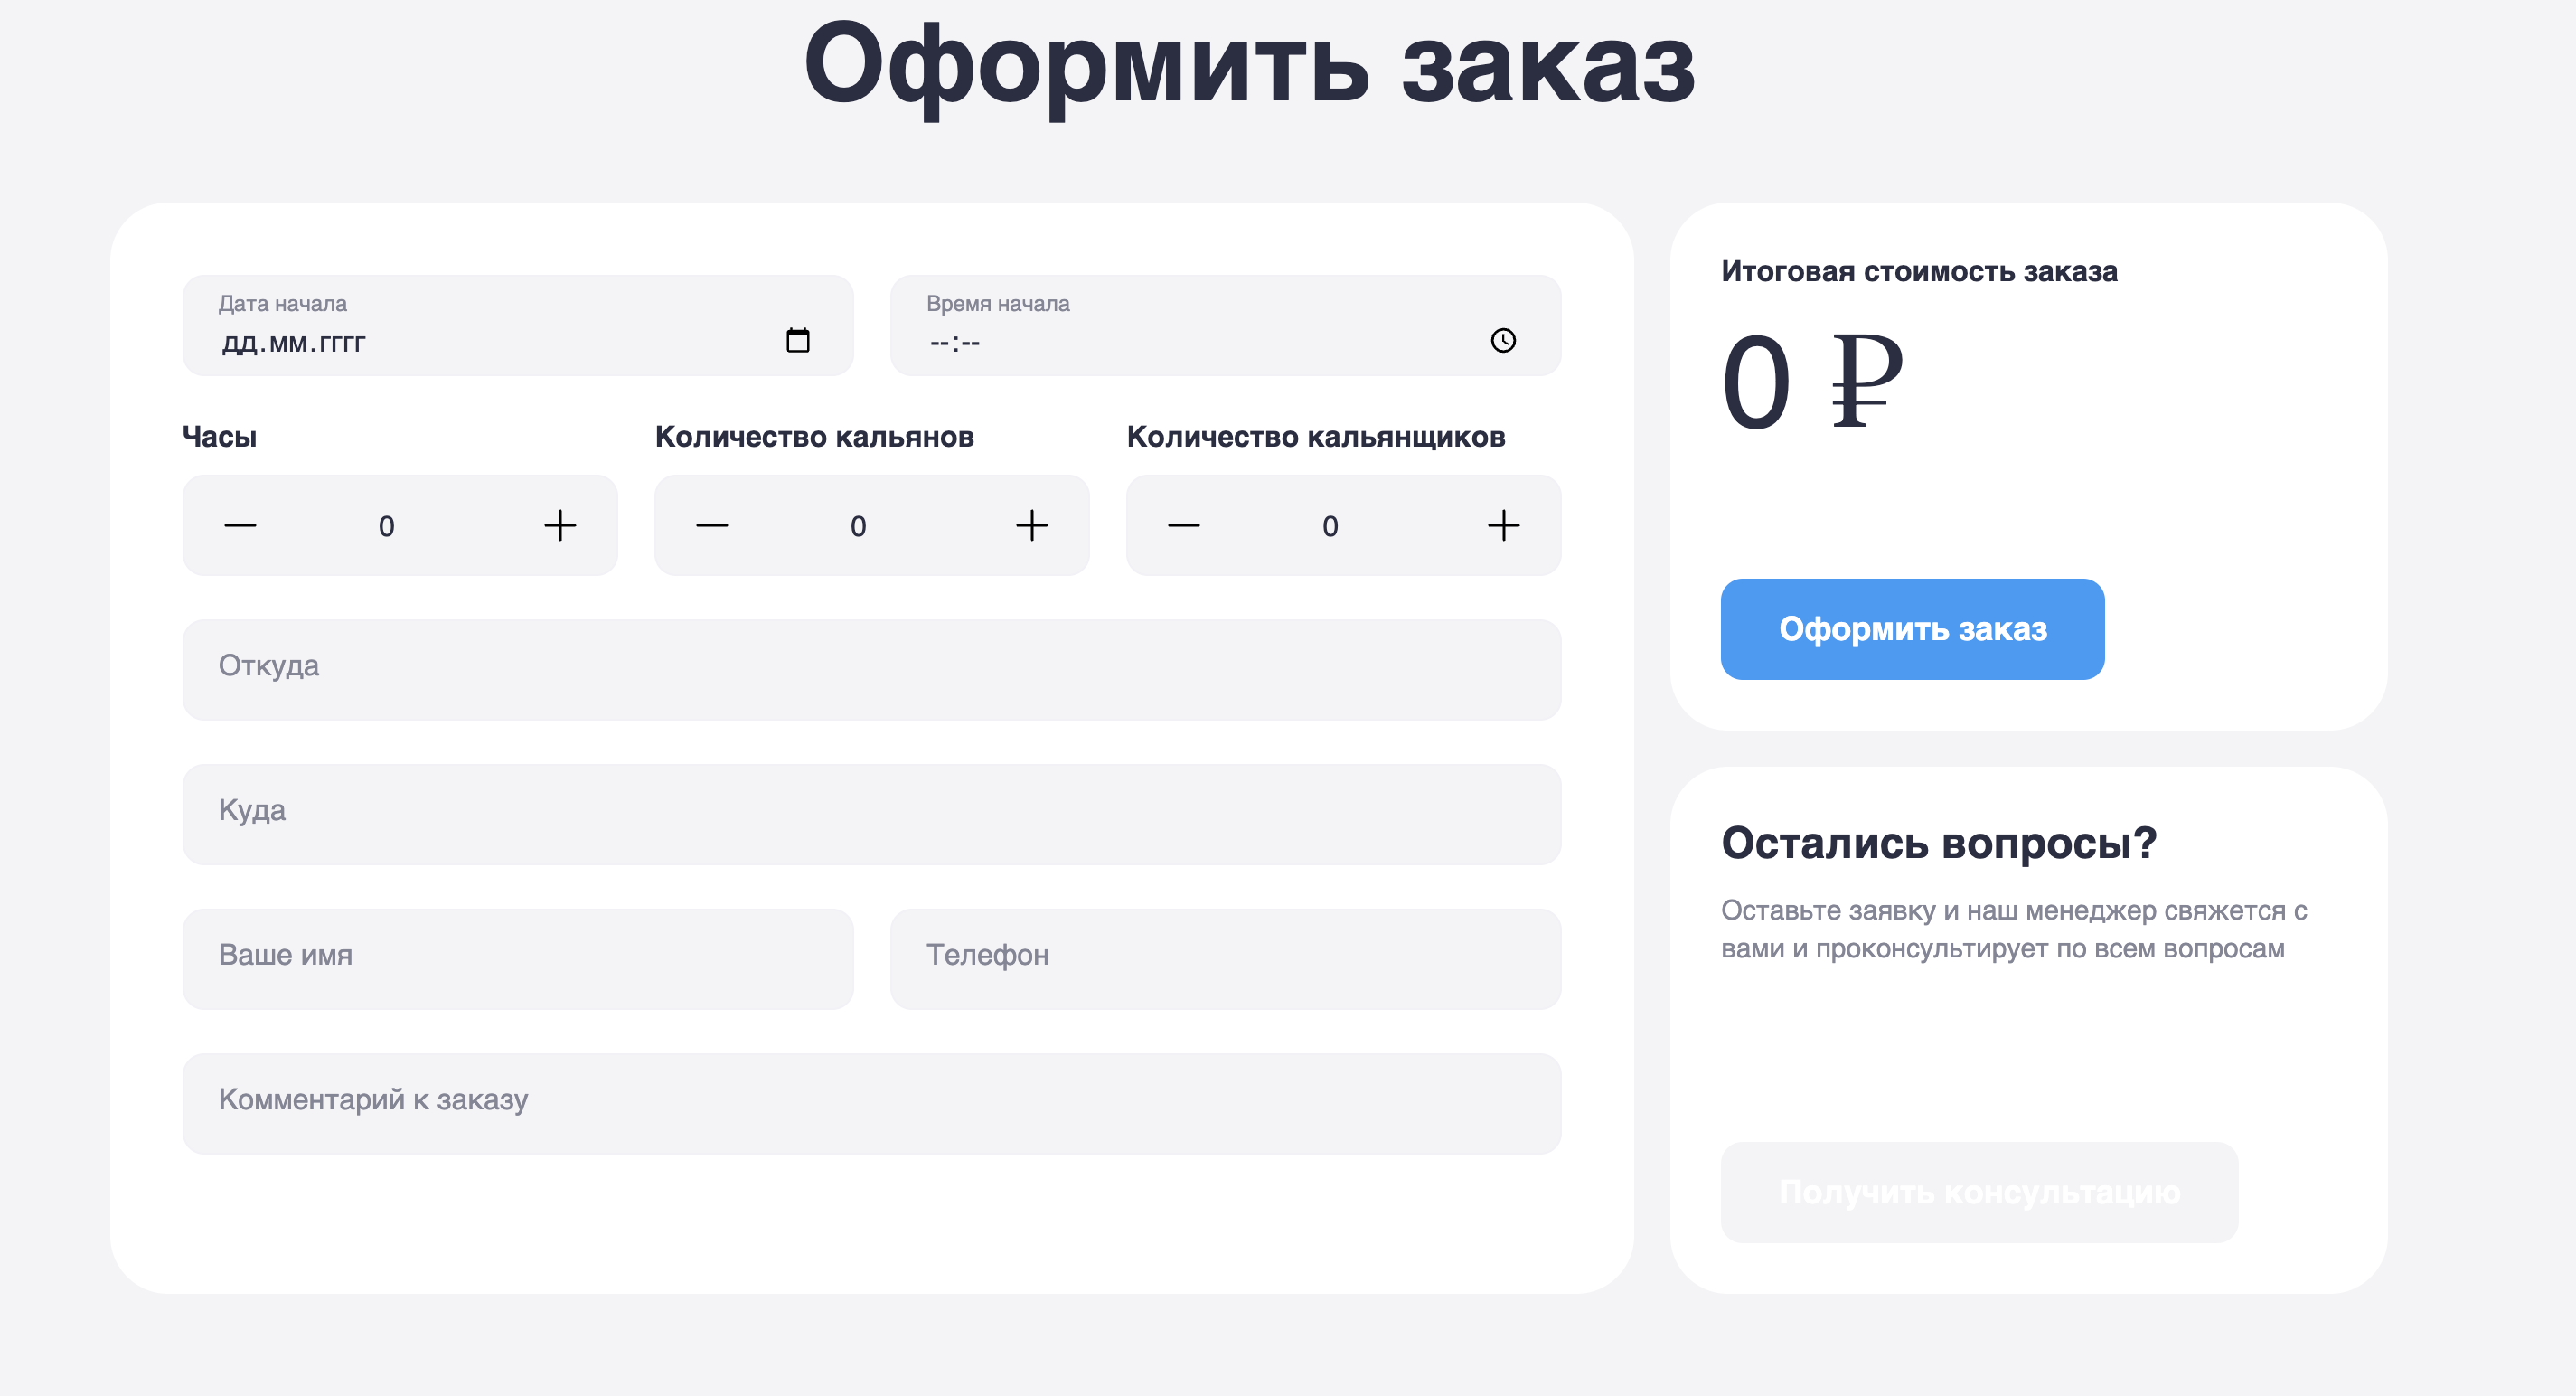 Оформить заказ
Дата начала
дд.мм.гггг
Время начала
--:--
Часы
Количество кальянов
Количество кальянщиков
0
0
0
Откуда
Куда
Ваше имя
Телефон
Комментарий к заказу
Итоговая стоимость заказа
0 ₽
Оформить заказ
Остались вопросы?
Оставьте заявку и наш менеджер свяжется с
вами и проконсультирует по всем вопросам
Получить консультацию